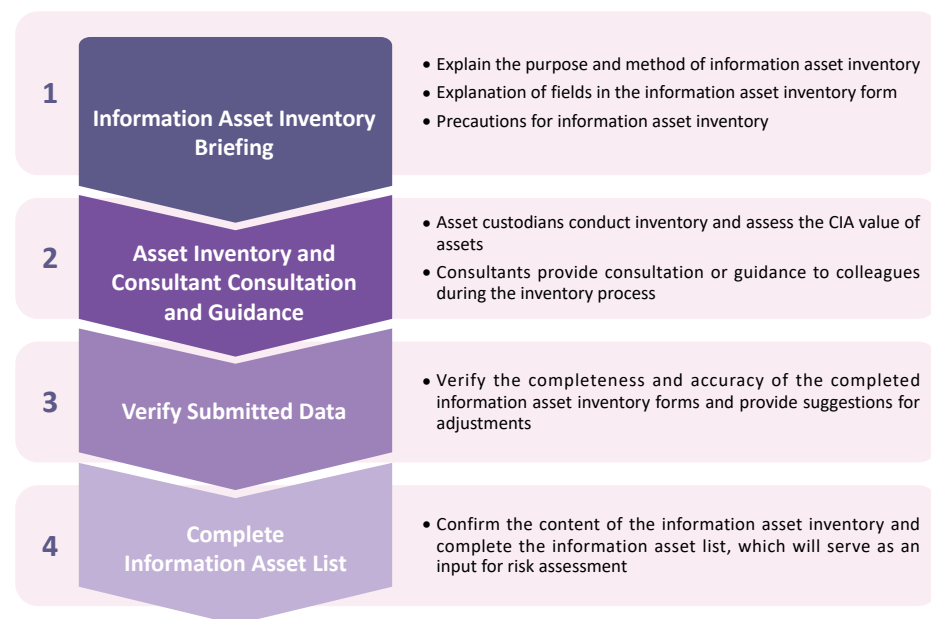 1
Information Asset Inventory
Briefing
• Explain the purpose and method of information asset inventory
• Explanation of fields in the information asset inventory form
• Precautions for information asset inventory
2
Asset Inventory and
Consultant Consultation
and Guidance
• Asset custodians conduct inventory and assess the CIA value of
assets
• Consultants provide consultation or guidance to colleagues
during the inventory process
3
Verify Submitted Data
• Verify the completeness and accuracy of the completed
information asset inventory forms and provide suggestions for
adjustments
4
Complete
Information Asset List
• Confirm the content of the information asset inventory and
complete the information asset list, which will serve as an
input for risk assessment